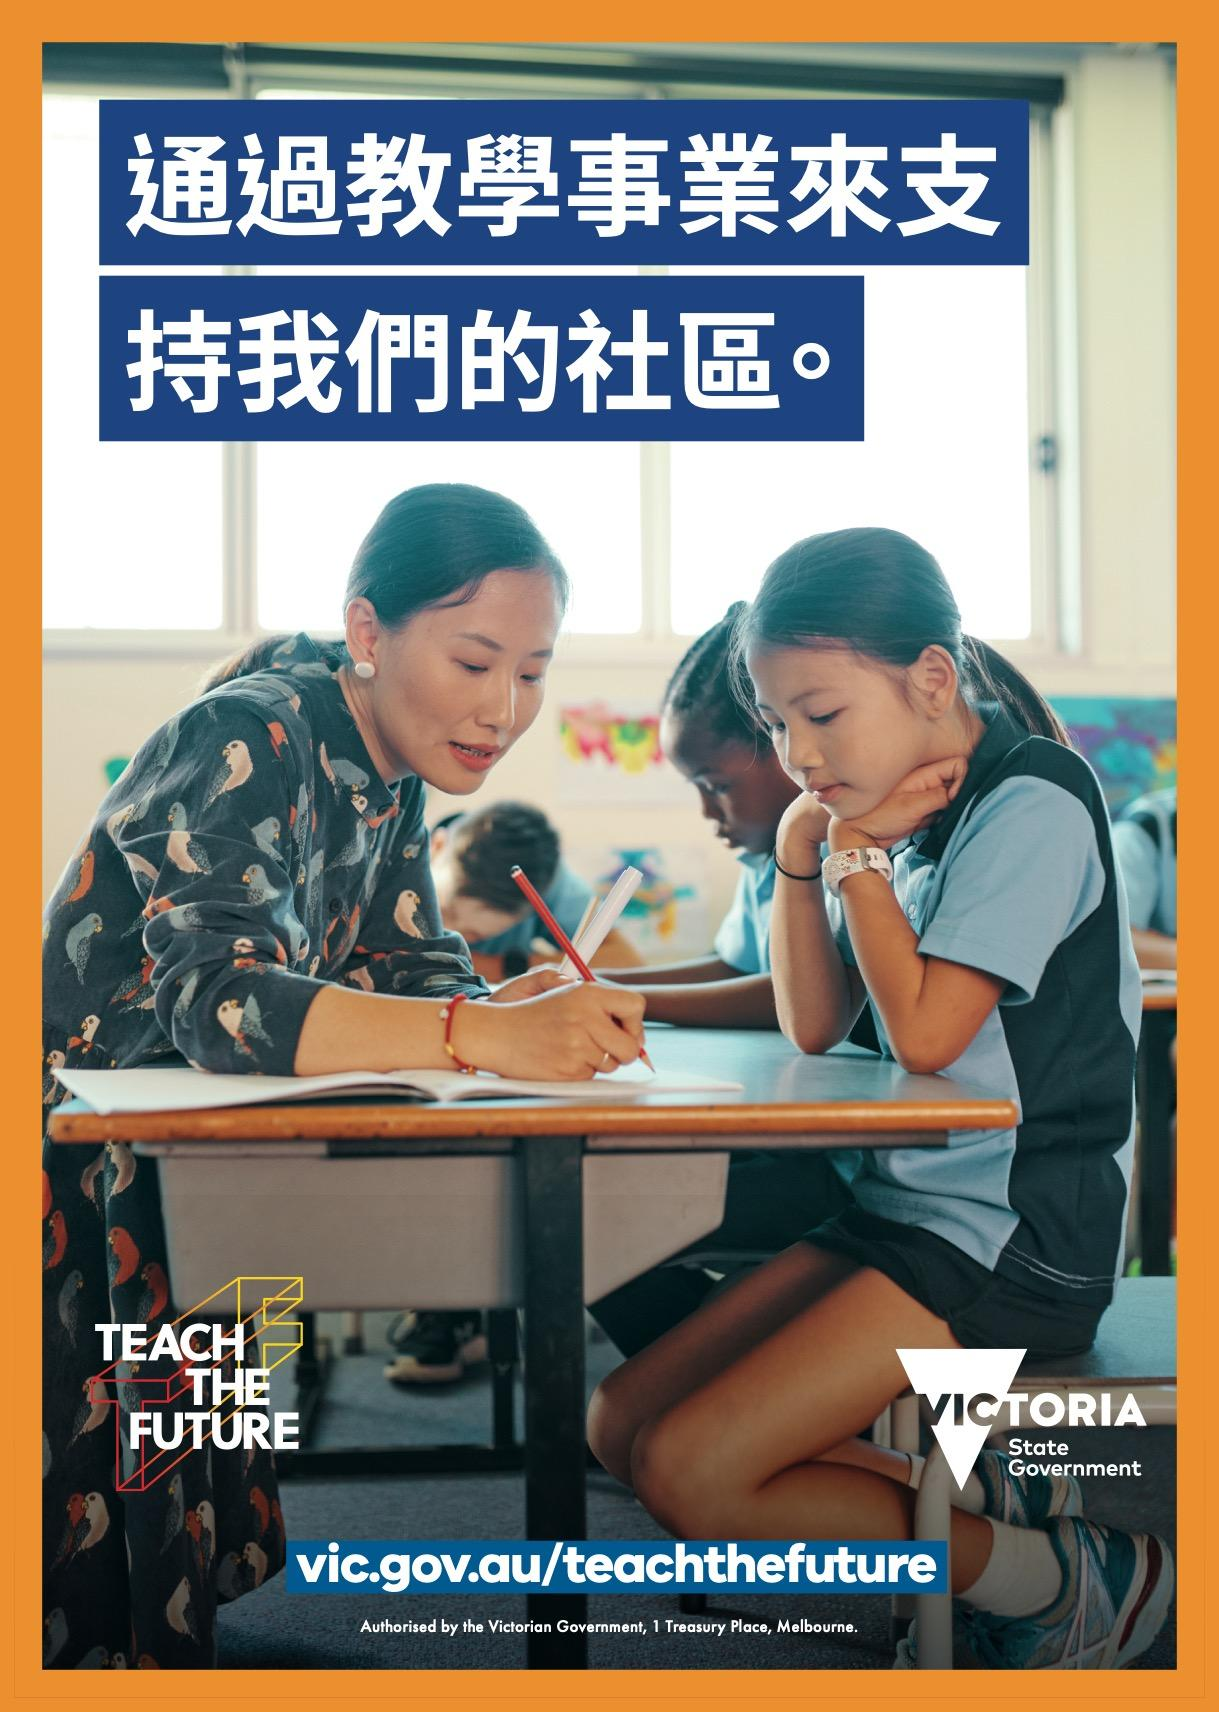 通過教學事業來支
持我們的社區。
TEACH
THE
FUTURE
VICTORIA
State
Government
vic.gov.au/teachthefuture
Authorised by the Victorian Government, 1 Treasury Place, Melbourne.